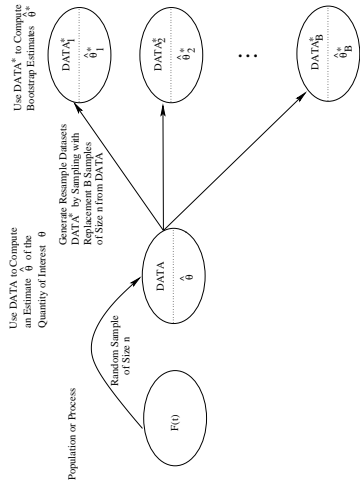 Population or Process
F(t)
Random Sample
of Size n
Use DATA to Compute
an Estimate θ̂ of the
Quantity of Interest θ
DATA
θ̂
Generate Resample Datasets
DATA* by Sampling with
Replacement B Samples
of Size n from DATA
Use DATA* to Compute
Bootstrap Estimates θ̂*
DATA*1
θ̂*1
DATA*2
θ̂*2
...
DATA*B
θ̂*B